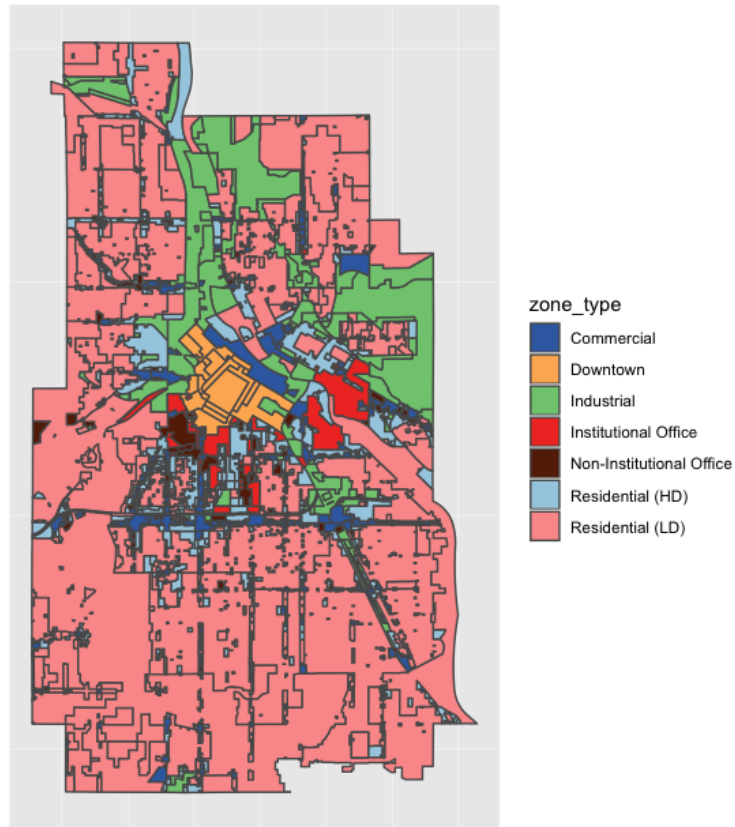 zone_type
Commercial
Downtown
Industrial
Institutional Office
Non-Institutional Office
Residential (HD)
Residential (LD)